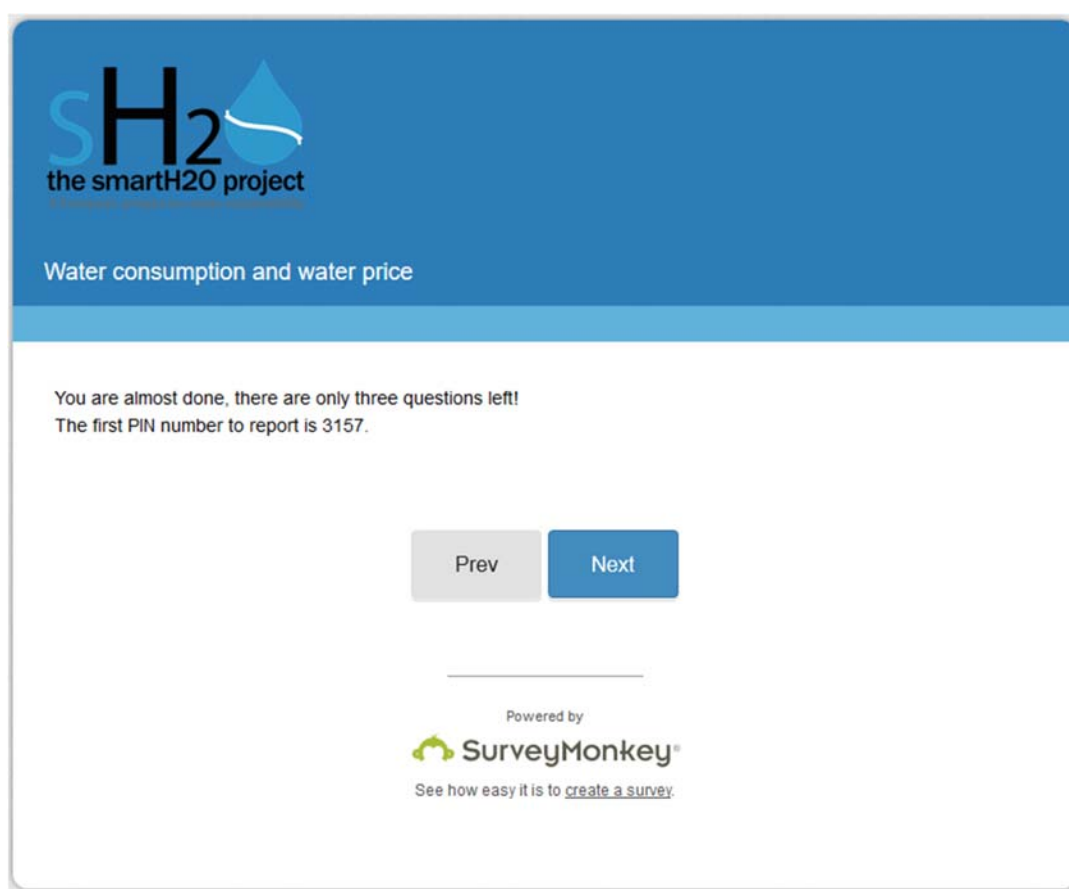 sH2
the smartH2O project
Water consumption and water price
You are almost done, there are only three questions left!
The first PIN number to report is 3157.
Prev
Next
Powered by
SurveyMonkey®
See how easy it is to create a survey.